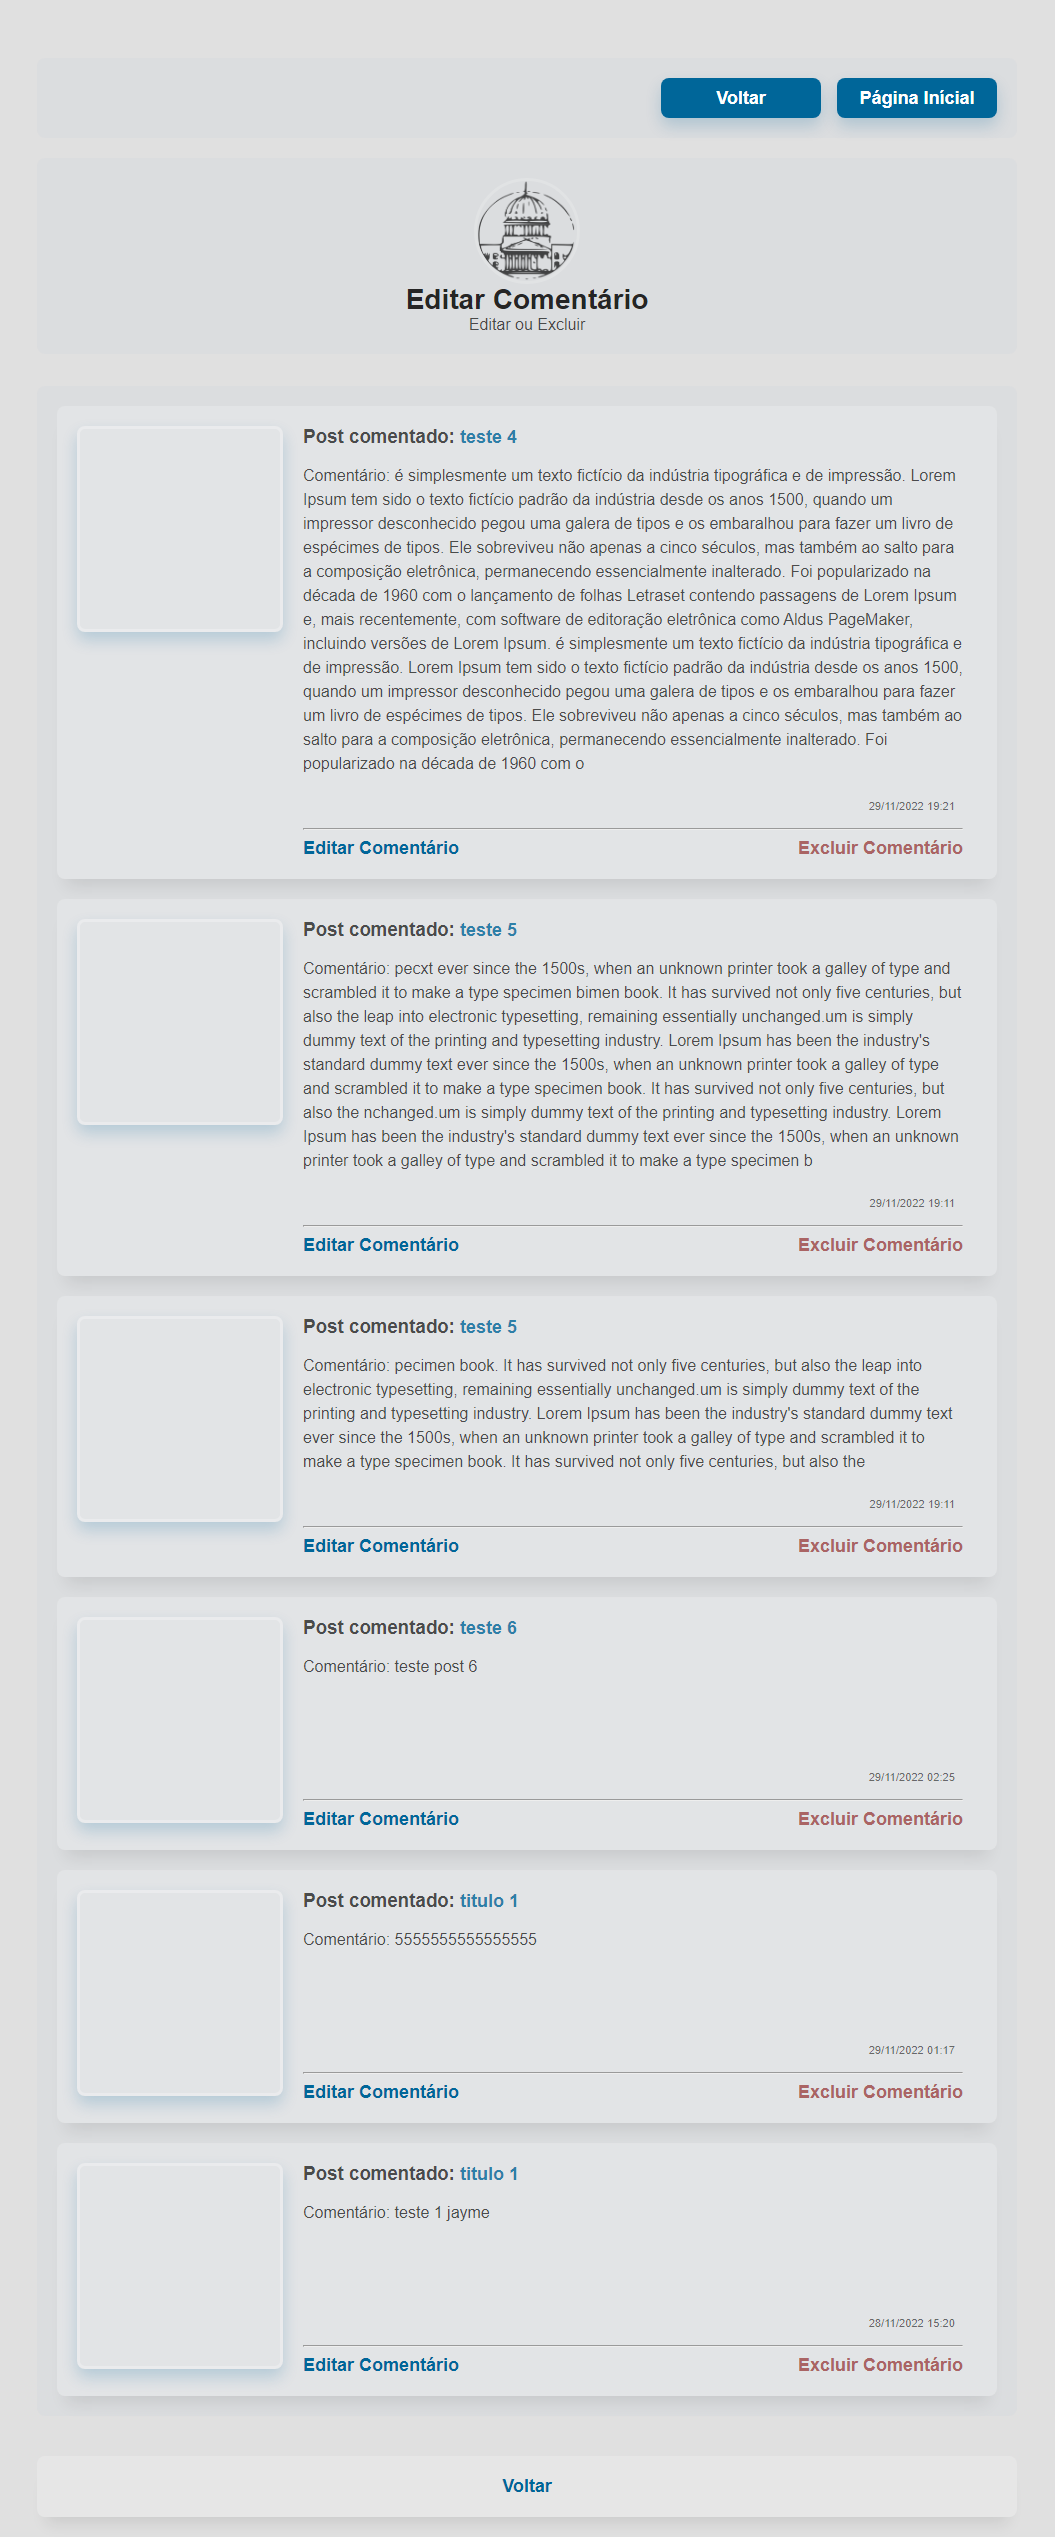 Voltar
Página Inícial
Editar Comentário
Editar ou Excluir
Post comentado: teste 4
Comentário: é simplesmente um texto fictício da indústria tipográfica e de impressão. Lorem
Ipsum tem sido o texto fictício padrão da indústria desde os anos 1500, quando um
impressor desconhecido pegou uma galera de tipos e os embaralhou para fazer um livro de
espécimes de tipos. Ele sobreviveu não apenas a cinco séculos, mas também ao salto para
a composição eletrônica, permanecendo essencialmente inalterado. Foi popularizado na
década de 1960 com o lançamento de folhas Letraset contendo passagens de Lorem Ipsum
e, mais recentemente, com software de editoração eletrônica como Aldus PageMaker,
incluindo versões de Lorem Ipsum. é simplesmente um texto fictício da indústria tipográfica e
de impressão. Lorem Ipsum tem sido o texto fictício padrão da indústria desde os anos 1500,
quando um impressor desconhecido pegou uma galera de tipos e os embaralhou para fazer
um livro de espécimes de tipos. Ele sobreviveu não apenas a cinco séculos, mas também ao
salto para a composição eletrônica, permanecendo essencialmente inalterado. Foi
popularizado na década de 1960 com o
29/11/2022 19:21
Editar Comentário
Excluir Comentário
Post comentado: teste 5
Comentário: pecxt ever since the 1500s, when an unknown printer took a galley of type and
scrambled it to make a type specimen bimen book. It has survived not only five centuries, but
also the leap into electronic typesetting, remaining essentially unchanged.um is simply
dummy text of the printing and typesetting industry. Lorem Ipsum has been the industry's
standard dummy text ever since the 1500s, when an unknown printer took a galley of type
and scrambled it to make a type specimen book. It has survived not only five centuries, but
also the nchanged.um is simply dummy text of the printing and typesetting industry. Lorem
Ipsum has been the industry's standard dummy text ever since the 1500s, when an unknown
printer took a galley of type and scrambled it to make a type specimen b
29/11/2022 19:11
Editar Comentário
Excluir Comentário
Post comentado: teste 5
Comentário: pecimen book. It has survived not only five centuries, but also the leap into
electronic typesetting, remaining essentially unchanged.um is simply dummy text of the
printing and typesetting industry. Lorem Ipsum has been the industry's standard dummy text
ever since the 1500s, when an unknown printer took a galley of type and scrambled it to
make a type specimen book. It has survived not only five centuries, but also the
29/11/2022 19:11
Editar Comentário
Excluir Comentário
Post comentado: teste 6
Comentário: teste post 6
29/11/2022 02:25
Editar Comentário
Excluir Comentário
Post comentado: titulo 1
Comentário: 5555555555555555
29/11/2022 01:17
Editar Comentário
Excluir Comentário
Post comentado: titulo 1
Comentário: teste 1 jayme
28/11/2022 15:20
Editar Comentário
Excluir Comentário
Voltar